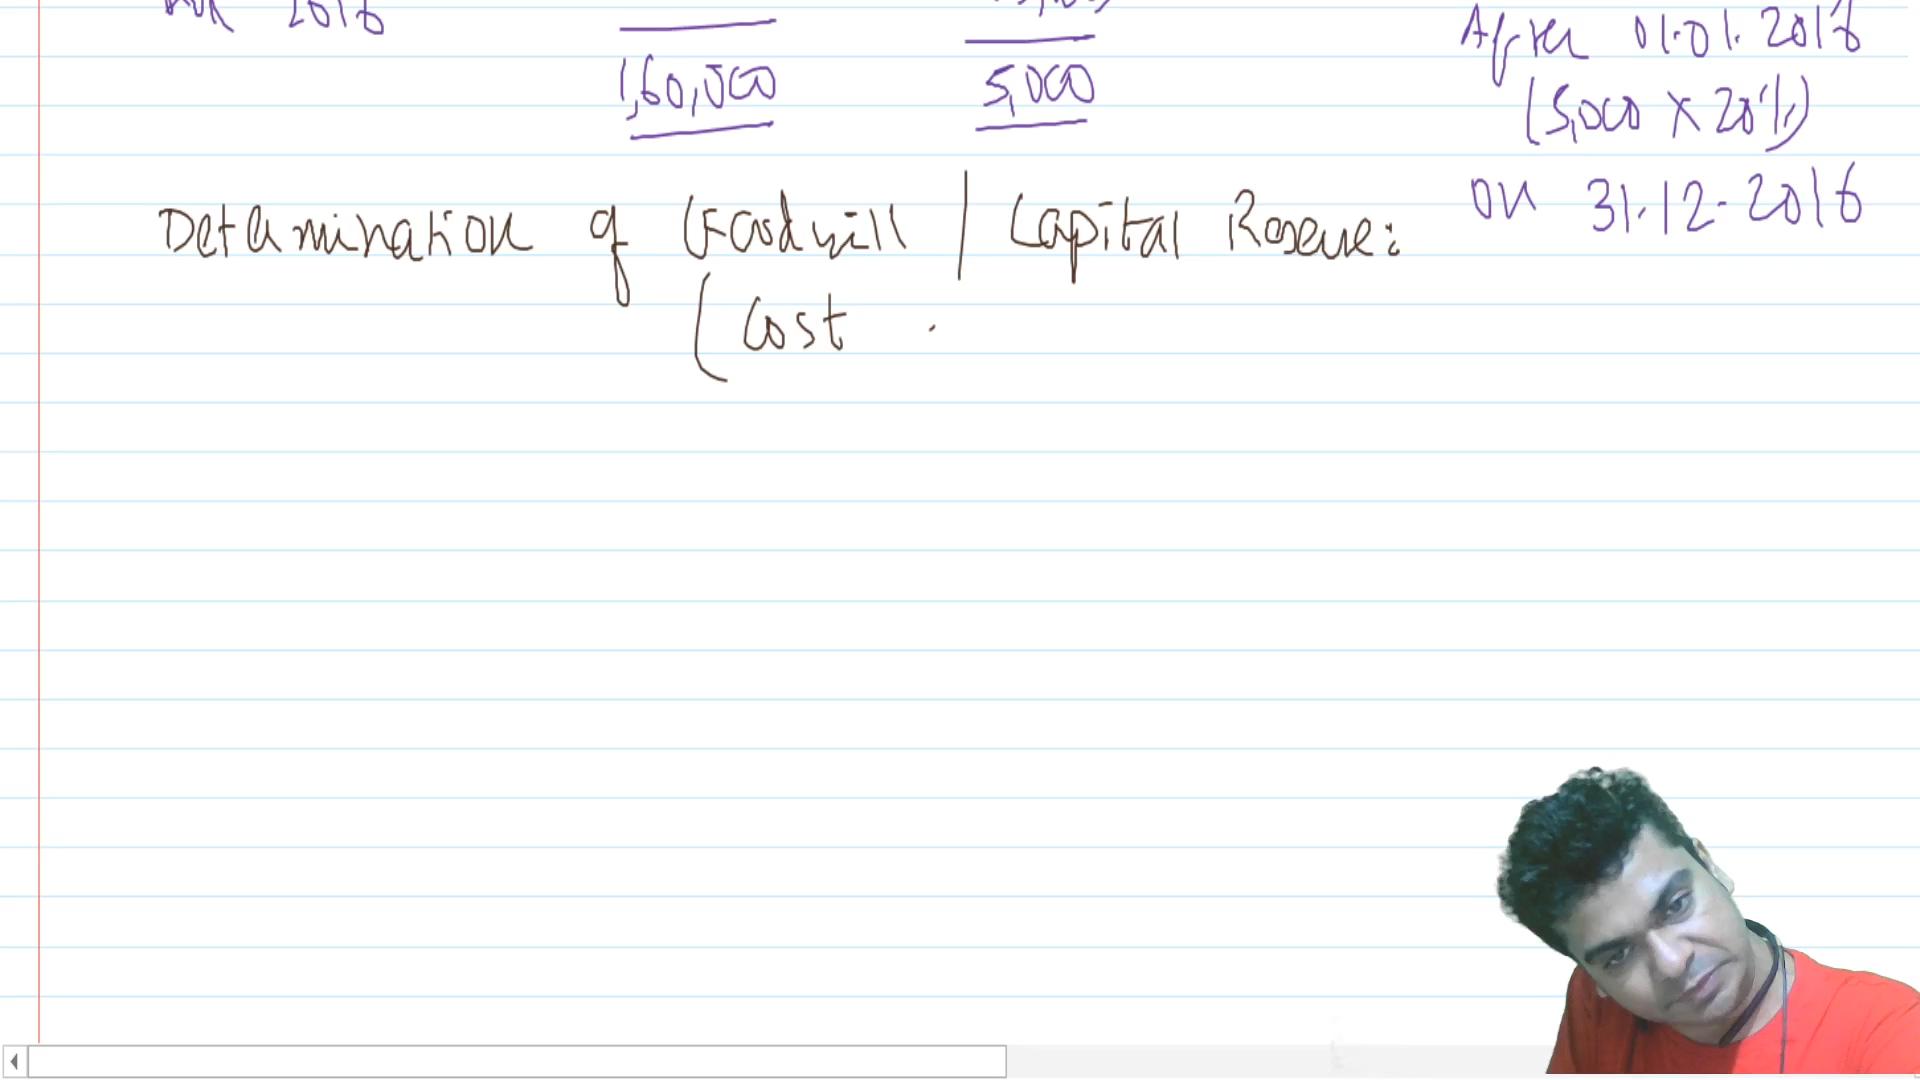 2016
1,60,000 5,000
After 01.01.2016
(5,000 X 20%)
on 31.12.2016
Determination of Goodwill / Capital Reserve:
(Cost